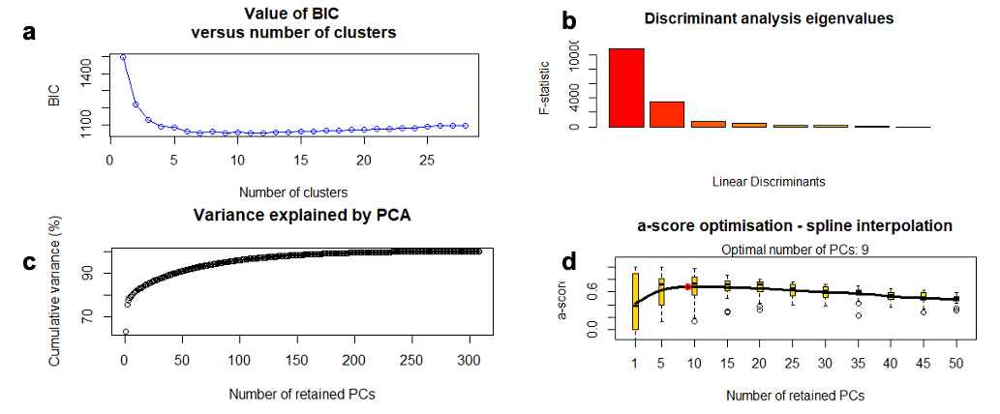 a
Value of BIC
versus number of clusters
BIC
1400
1100
0 5 10 15 20 25
Number of clusters
b
Discriminant analysis eigenvalues
F-statistic
10000
4000
0
Linear Discriminants
c
Variance explained by PCA
Cumulative variance (%)
90
70
0 50 100 150 200 250 300
Number of retained PCs
d
a-score optimisation - spline interpolation
Optimal number of PCs: 9
a-score
0.6
0.0
1 5 10 15 20 25 30 35 40 45 50
Number of retained PCs